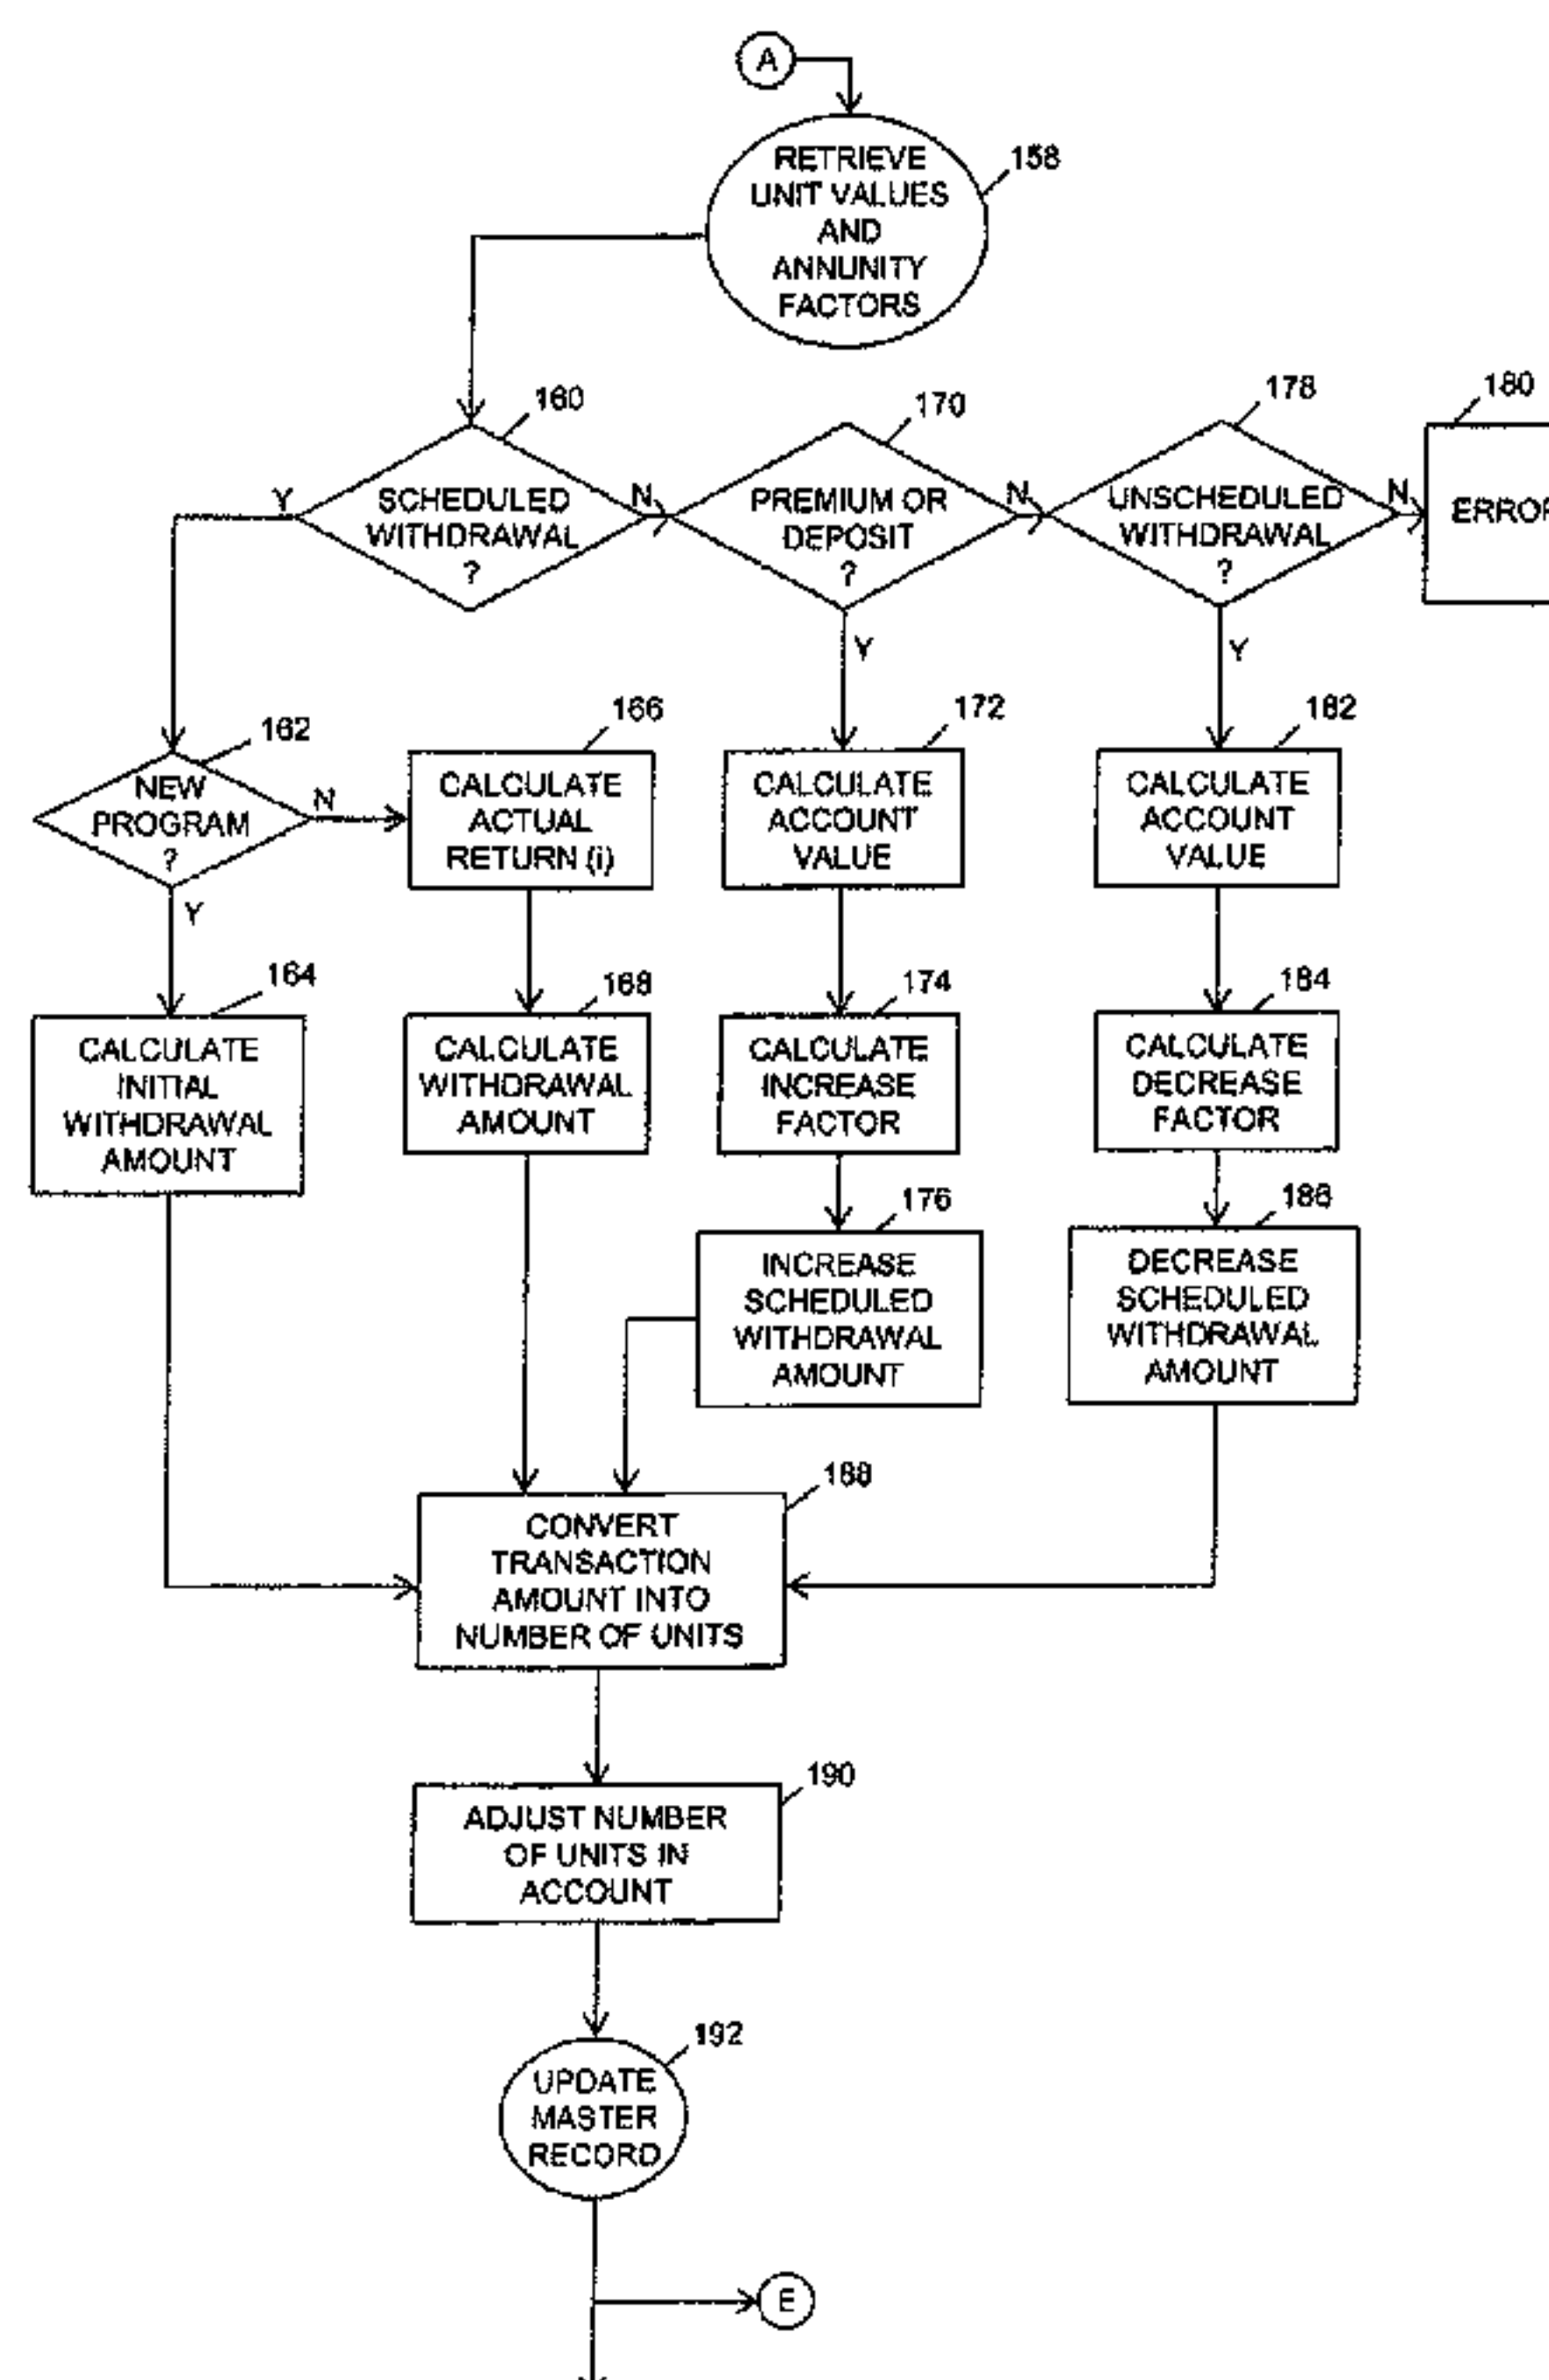 A
RETRIEVE
UNIT VALUES
AND
ANNUNITY
FACTORS
158
160
SCHEDULED
WITHDRAWAL
?
Y
N
170
PREMIUM OR
DEPOSIT
?
N
Y
178
UNSCHEDULED
WITHDRAWAL
?
N
Y
180
ERROR
162
NEW
PROGRAM
?
N
Y
166
CALCULATE
ACTUAL
RETURN (i)
172
CALCULATE
ACCOUNT
VALUE
182
CALCULATE
ACCOUNT
VALUE
164
CALCULATE
INITIAL
WITHDRAWAL
AMOUNT
168
CALCULATE
WITHDRAWAL
AMOUNT
174
CALCULATE
INCREASE
FACTOR
184
CALCULATE
DECREASE
FACTOR
176
INCREASE
SCHEDULED
WITHDRAWAL
AMOUNT
186
DECREASE
SCHEDULED
WITHDRAWAL
AMOUNT
188
CONVERT
TRANSACTION
AMOUNT INTO
NUMBER OF UNITS
190
ADJUST NUMBER
OF UNITS IN
ACCOUNT
192
UPDATE
MASTER
RECORD
E